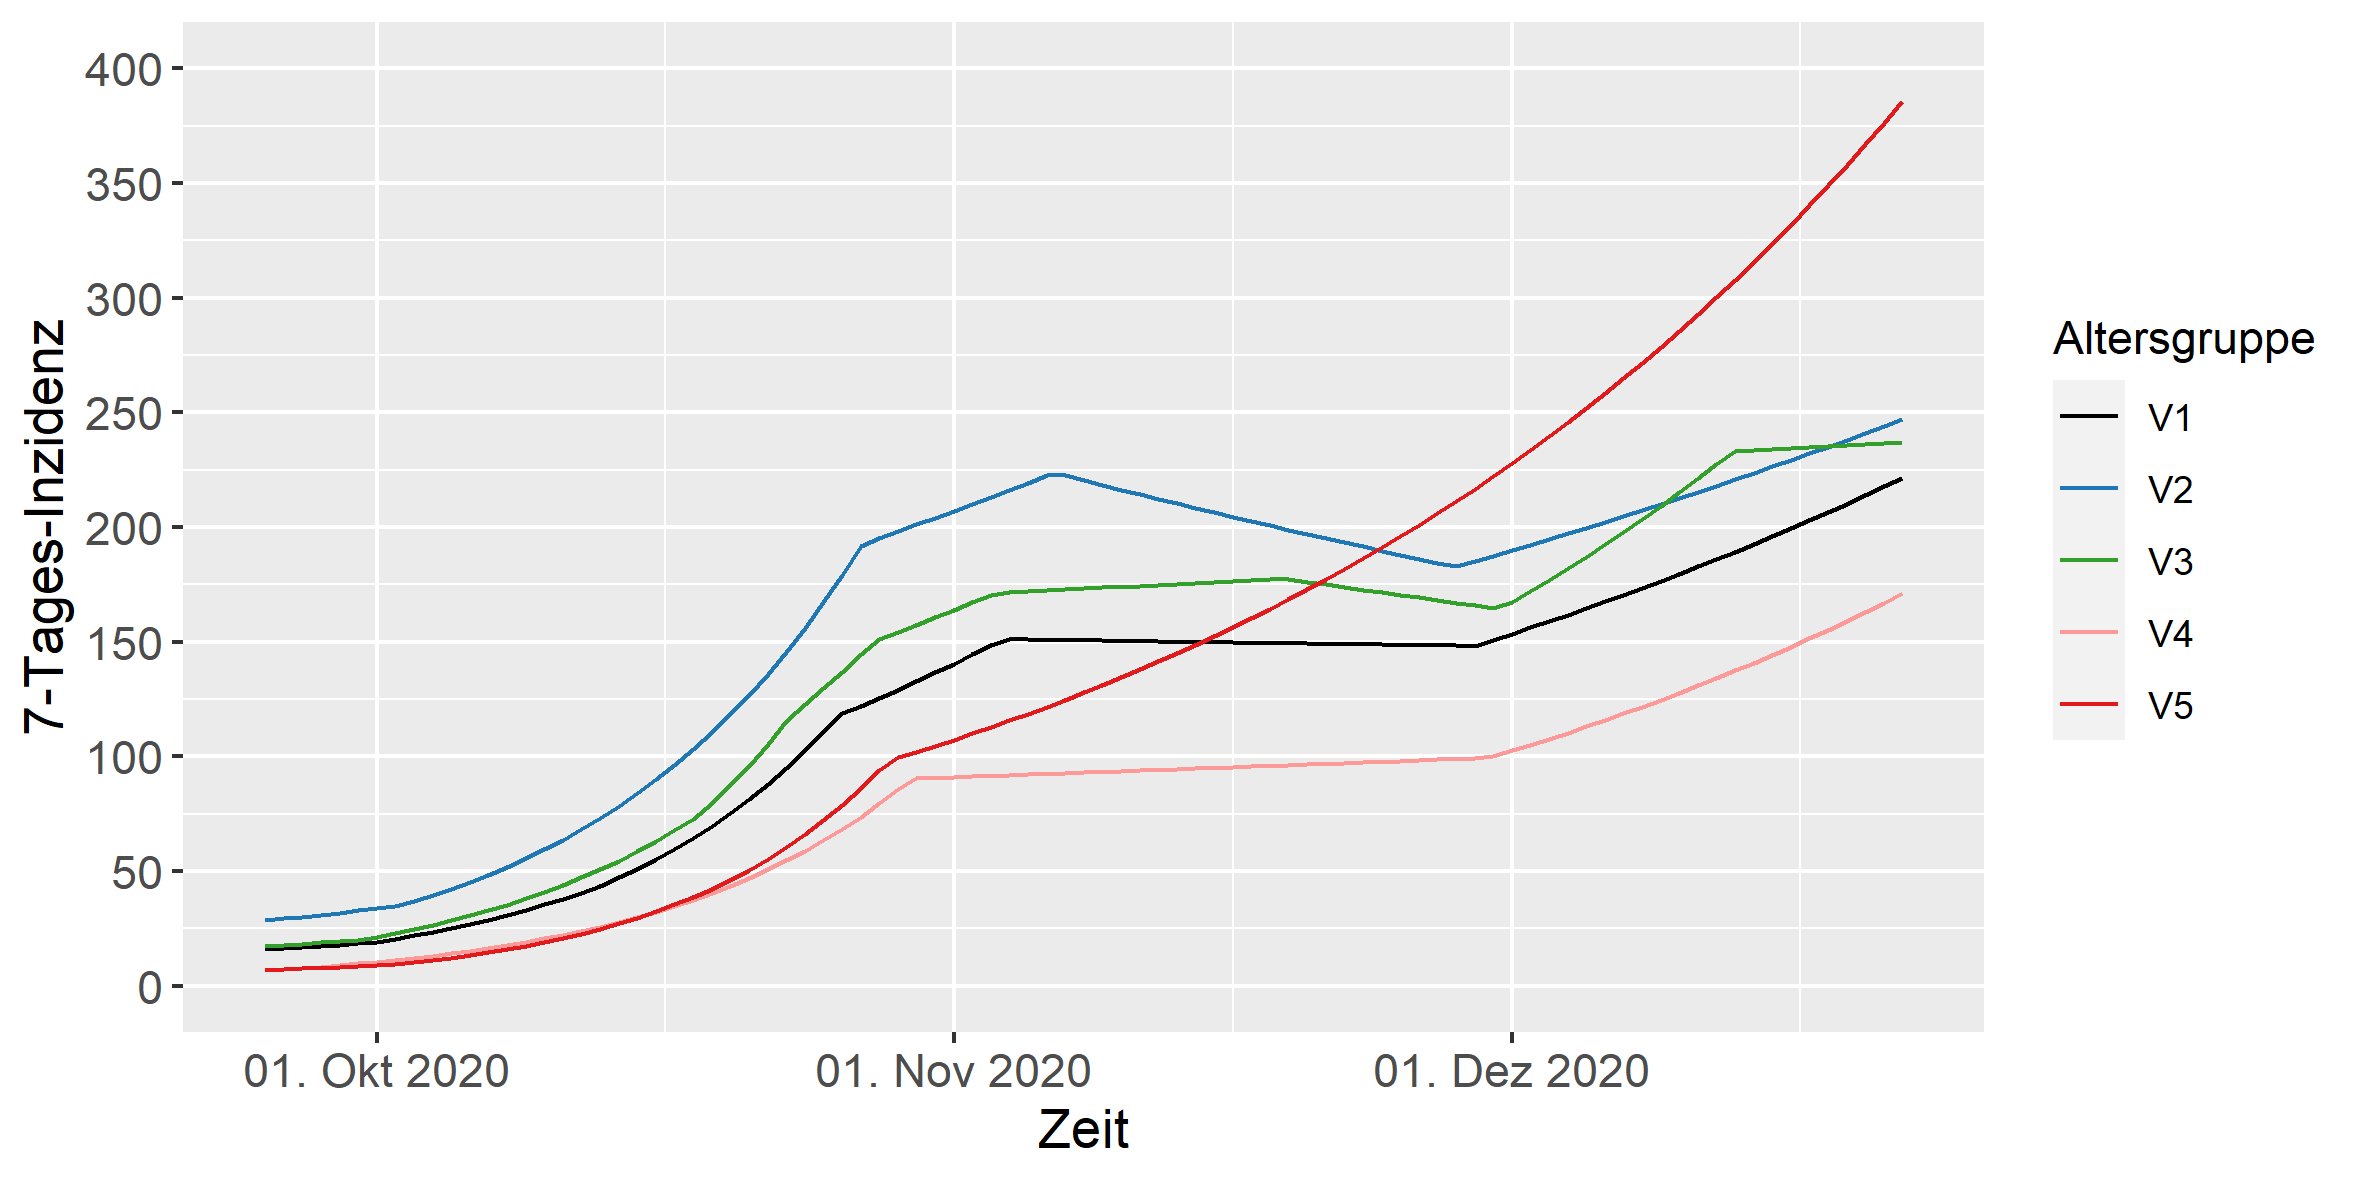 400
350
300
250
200
150
100
50
0
7-Tages-Inzidenz
01. Okt 2020
01. Nov 2020
01. Dez 2020
Zeit
Altersgruppe
V1
V2
V3
V4
V5